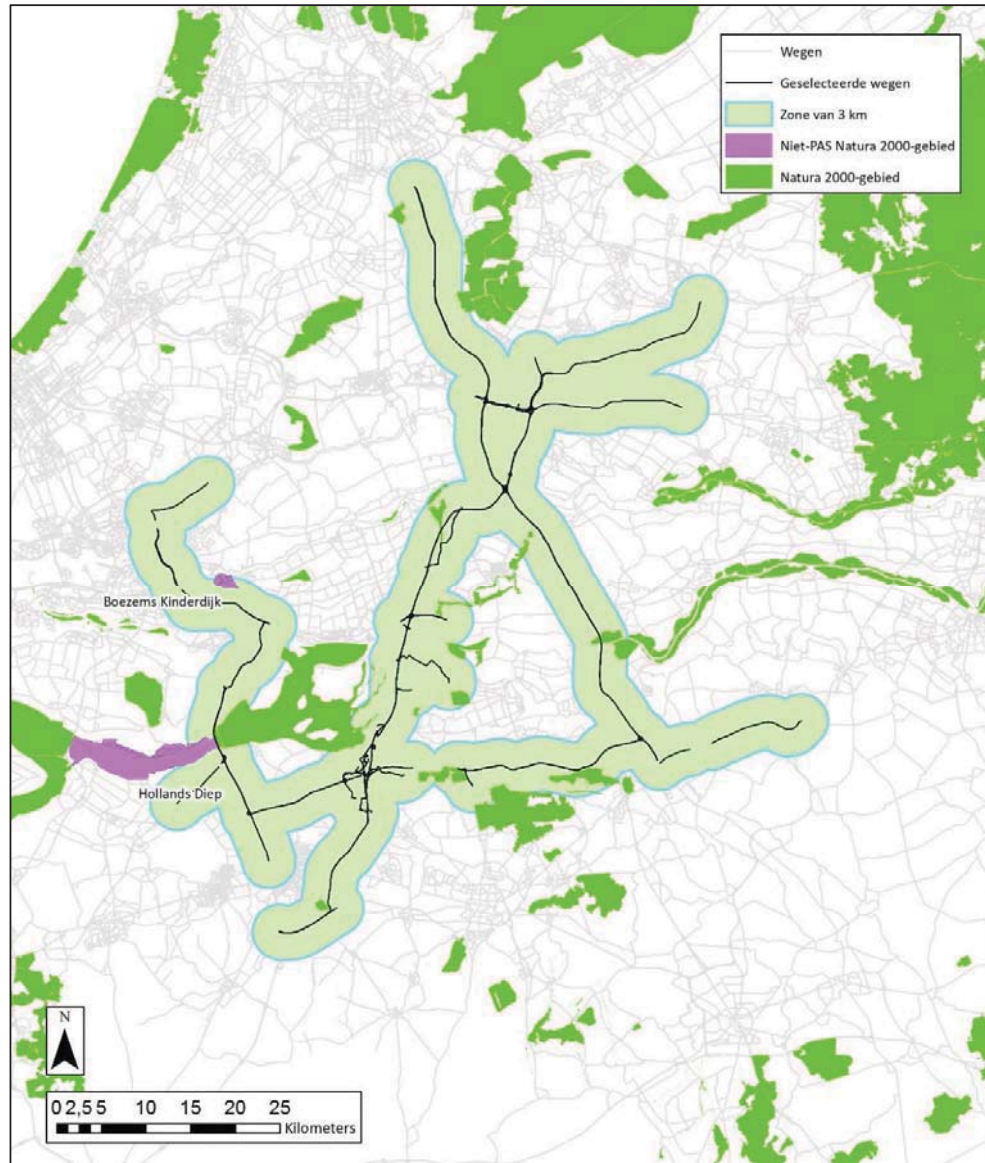 Wegen
Geselecteerde wegen
Zone van 3 km
Niet-PAS Natura 2000-gebied
Natura 2000-gebied
Boezems Kinderdijk
Hollands Diep
N
0 2,5 5 10 15 20 25
Kilometers